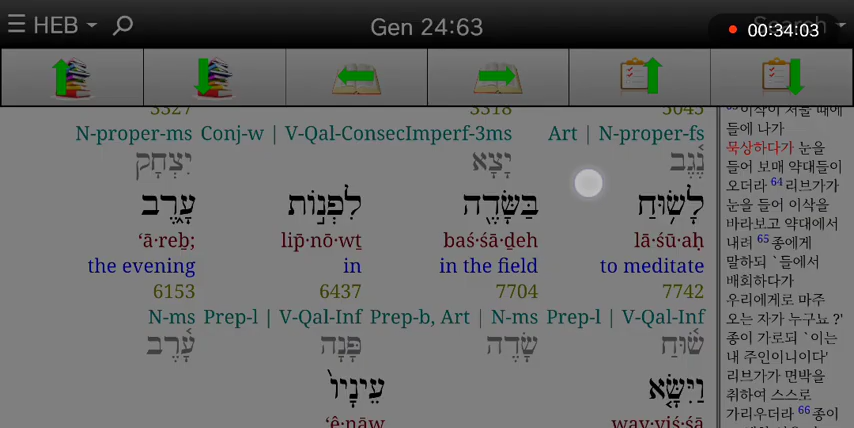 HEB
Gen 24:63
00:34:03
3327 3318 5045
N-proper-ms Conj-w | V-Qal-ConsecImperf-3ms Art | N-proper-fs
יִצְחָק יָצָא נֶ֫גֶב
עָ֑רֶב לִפְנ֣וֹת בַּשָּׂדֶ֖ה לָשׂ֥וּחַ
‘ā·reḇ; lip̄·nō·wṯ baś·śā·ḏeh lā·śū·aḥ
the evening in in the field to meditate
6153 6437 7704 7742
N-ms Prep-l | V-Qal-Inf Prep-b, Art | N-ms Prep-l | V-Qal-Inf
עָ֫רֶב פָּנָה שָׂדֶה שׂ֫וּחַ
עֵינָיו֙ וַיִּשָּׂ֤א
‘ê·nāw way·yiś·śā
이삭이 저물 때에
들에 나가
묵상하다가 눈을
들어 보매 약대들이
오더라 64 리브가가
눈을 들어 이삭을
바라보고 약대에서
내려 65 종에게
말하되 `들에서
배회하다가
우리에게로 마주
오는 자가 누구뇨 ?'
종이 가로되 `이는
내 주인이니이다'
리브가가 면박을
취하여 스스로
가리우더라 66 종이